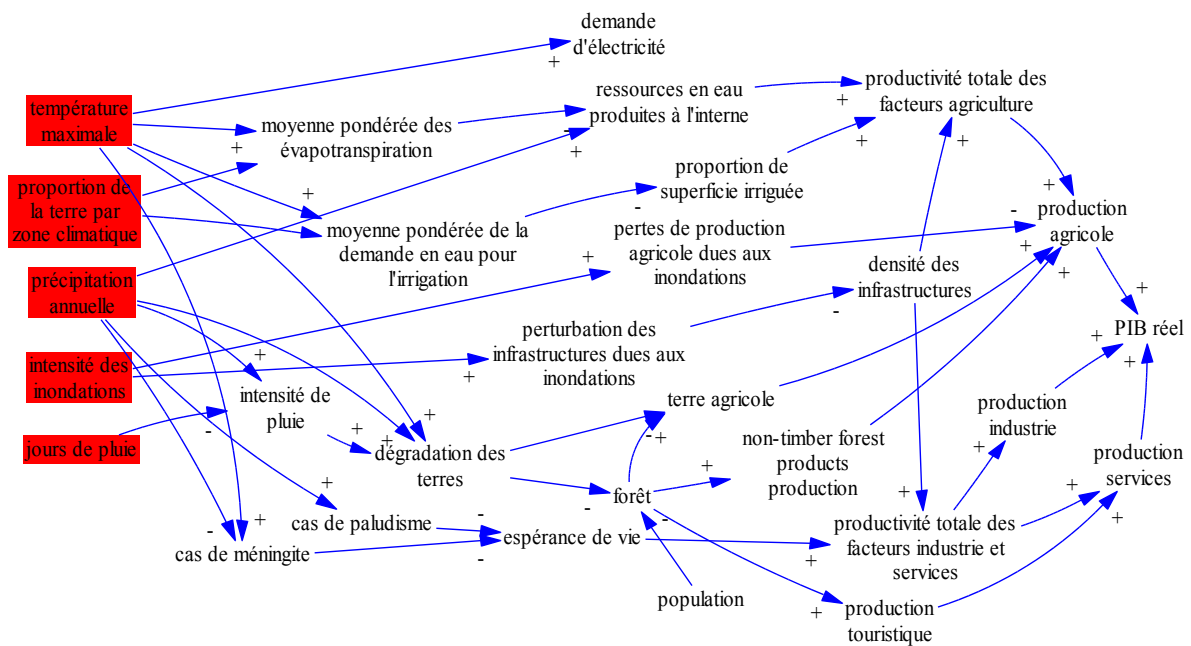 demande
d'électricité
température
maximale
proportion de
la terre par
zone climatique
précipitation
annuelle
intensité des
inondations
jours de pluie
moyenne pondérée des
évapotranspiration
ressources en eau
produites à l'interne
productivité totale des
facteurs agriculture
proportion de
superficie irriguée
moyenne pondérée de la
demande en eau pour
l'irrigation
pertes de production
agricole dues aux
inondations
production
agricole
densité des
infrastructures
perturbation des
infrastructures dues aux
inondations
PIB réel
intensité de
pluie
terre agricole
production
industrie
dégradation des
terres
non-timber forest
products
production
production
services
forêt
cas de paludisme
cas de méningite
espérance de vie
productivité totale des
facteurs industrie et
services
population
production
touristique
+
+
-
+
+
+
+
-
+
+
-
+
+
+
-
+
+
+
+
+
+
+
-
+
+
-
+
-
+
-
-
+
-
-
+
-
+
+
+
+
+
+